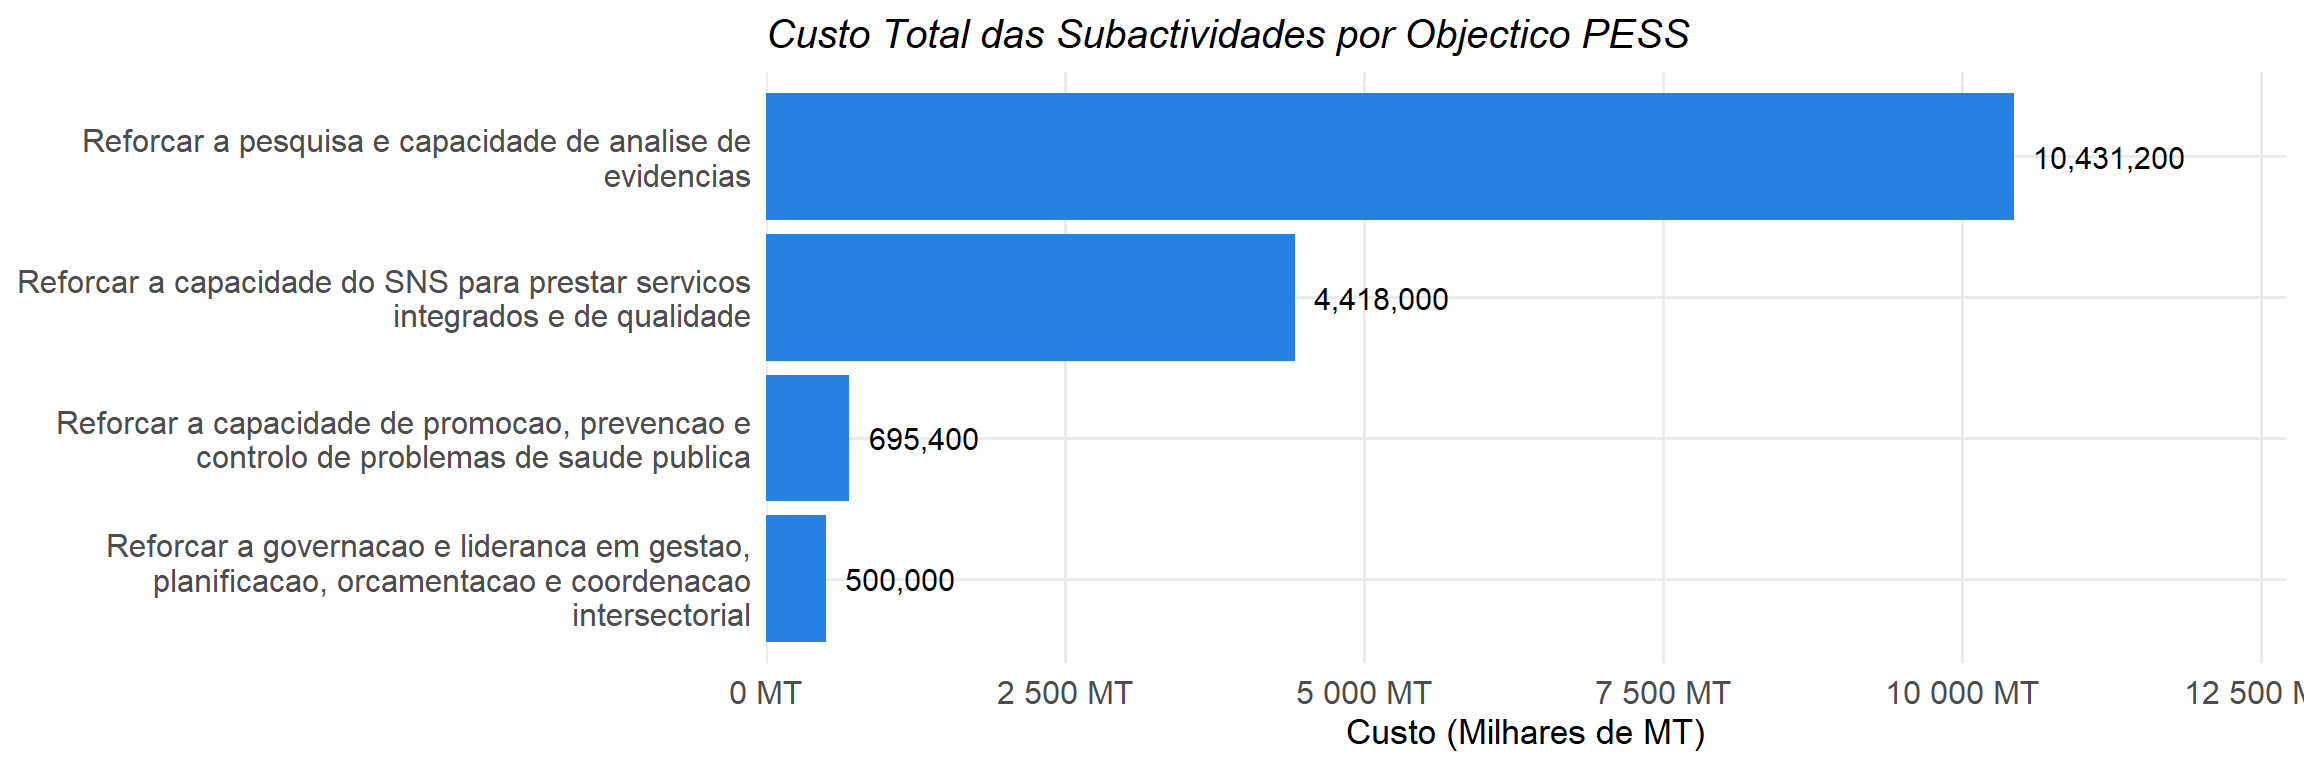 Custo Total das Subactividades por Objectico PESS
Reforcar a pesquisa e capacidade de analise de
evidencias
10,431,200
Reforcar a capacidade do SNS para prestar servicos
integrados e de qualidade
4,418,000
Reforcar a capacidade de promocao, prevencao e
controlo de problemas de saude publica
695,400
Reforcar a governacao e lideranca em gestao,
planificacao, orcamentacao e coordenacao
intersectorial
500,000
0 MT 2 500 MT 5 000 MT 7 500 MT 10 000 MT 12 500 M
Custo (Milhares de MT)